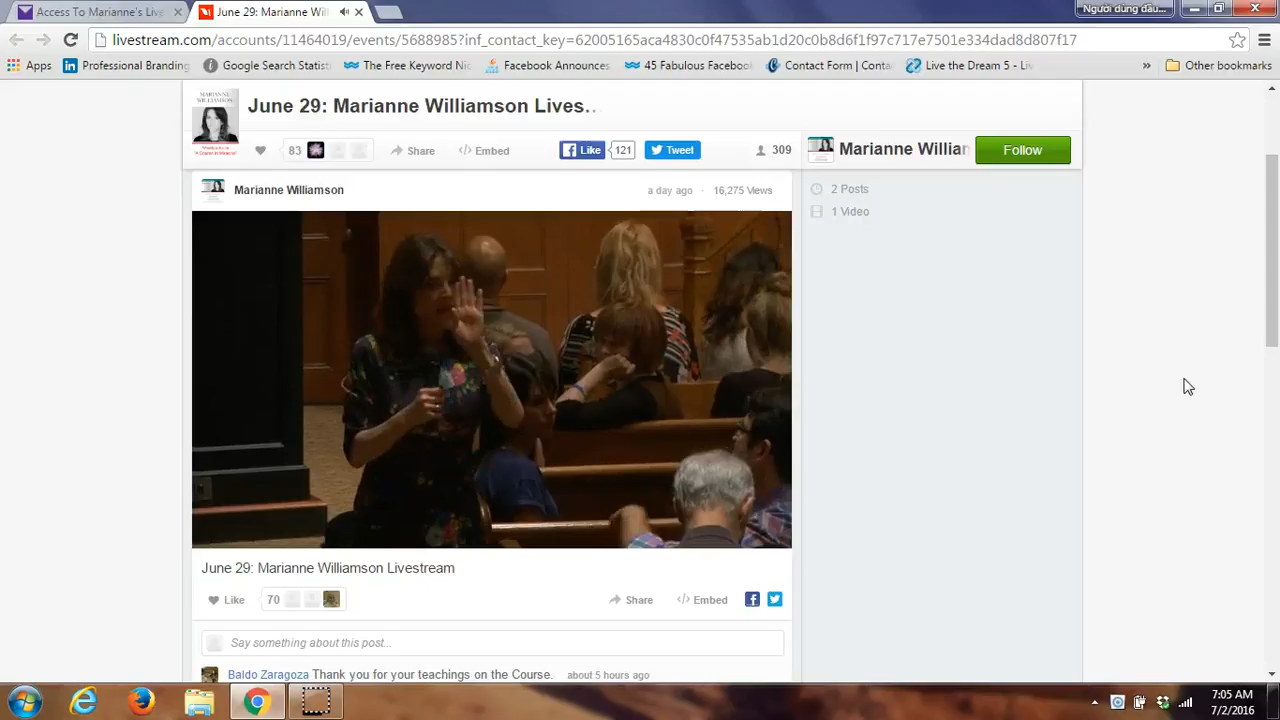 Access To Marianne's Live
June 29: Marianne Will
Người dùng đầu...
livestream.com/accounts/11464019/events/5688985?inf_contact_key=62005165aca4830c0f47535ab1d20c0b8d6f1f97c717e7501e334dad8d807f17
Apps
Professional Branding
Google Search Statisti
The Free Keyword Nic
Facebook Announces
45 Fabulous Facebook
Contact Form | Conta
Live the Dream 5 - Liv
»
Other bookmarks
MARIANNE
WILLIAMSON
June 29: Marianne Williamson Lives...
83
Share
Embed
Like
121
Tweet
309
Marianne Willian
Follow
Marianne Williamson
a day ago · 16,275 Views
2 Posts
1 Video
June 29: Marianne Williamson Livestream
Like
70
Share
Embed
Say something about this post...
Baldo Zaragoza Thank you for your teachings on the Course. about 5 hours ago
7:05 AM
7/2/2016